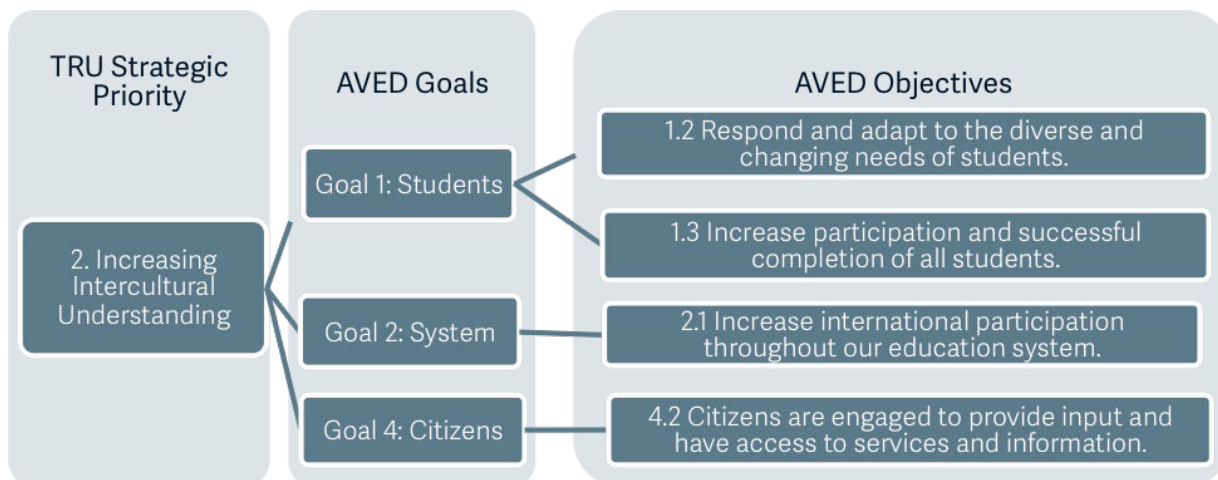 TRU Strategic
Priority
AVED Goals
AVED Objectives
2. Increasing
Intercultural
Understanding
Goal 1: Students
Goal 2: System
Goal 4: Citizens
1.2 Respond and adapt to the diverse and
changing needs of students.
1.3 Increase participation and successful
completion of all students.
2.1 Increase international participation
throughout our education system.
4.2 Citizens are engaged to provide input and
have access to services and information.